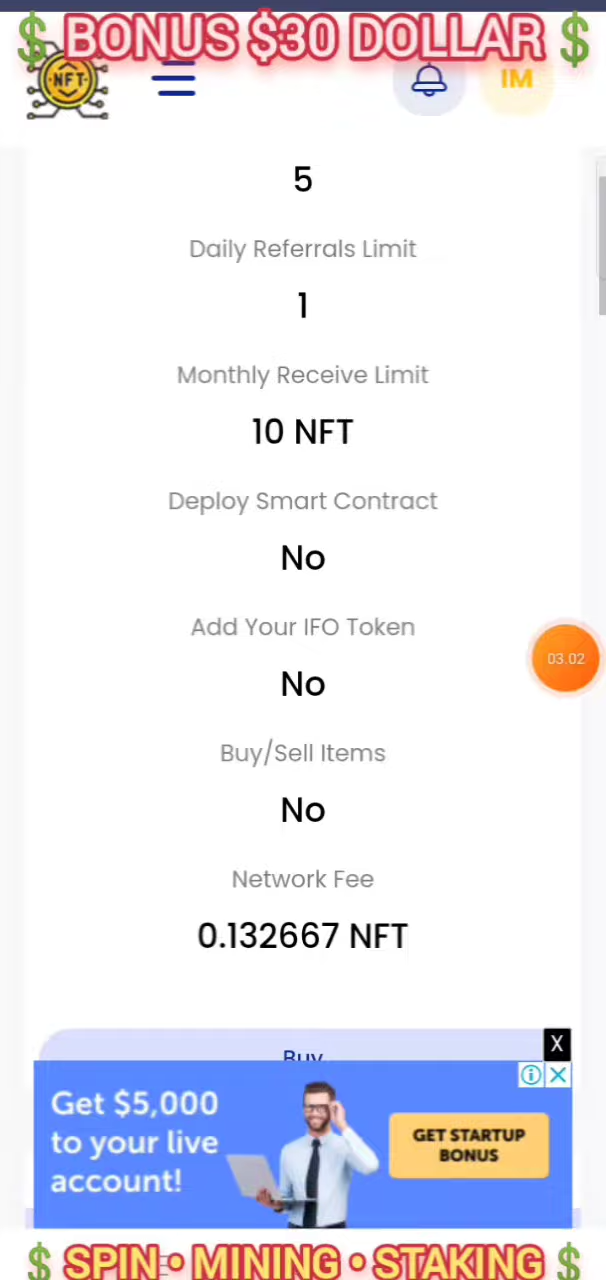 $ BONUS $30 DOLLAR $
NFT
IM
5
Daily Referrals Limit
1
Monthly Receive Limit
10 NFT
Deploy Smart Contract
No
Add Your IFO Token
No
03.02
Buy/Sell Items
No
Network Fee
0.132667 NFT
Buy
X
Get $5,000
to your live
account!
GET STARTUP
BONUS
$ SPIN • MINING • STAKING $